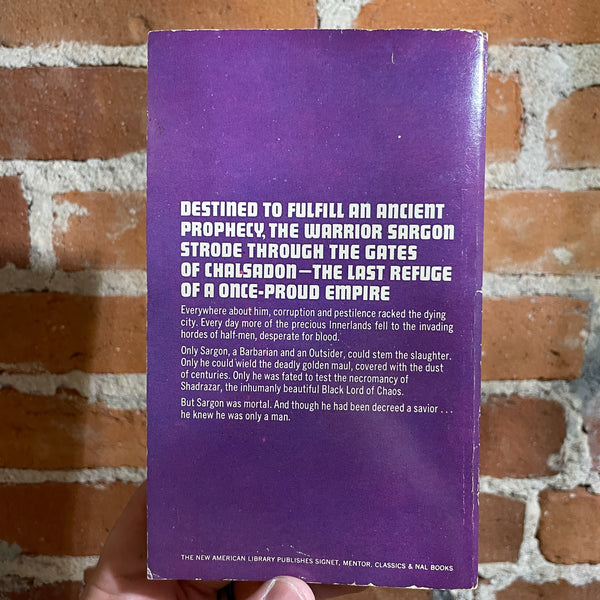 DESTINED TO FULFILL AN ANCIENT
PROPHECY, THE WARRIOR SARGON
STRODE THROUGH THE GATES
OF CHALSADON—THE LAST REFUGE
OF A ONCE-PROUD EMPIRE
Everywhere about him, corruption and pestilence racked the dying
city. Every day more of the precious Innerlands fell to the invading
hordes of half-men, desperate for blood.
Only Sargon, a Barbarian and an Outsider, could stem the slaughter.
Only he could wield the deadly golden maul, covered with the dust
of centuries. Only he was fated to test the necromancy of
Shadrazar, the inhumanly beautiful Black Lord of Chaos.
But Sargon was mortal. And though he had been decreed a savior . . .
he knew he was only a man.
THE NEW AMERICAN LIBRARY PUBLISHES SIGNET, MENTOR, CLASSICS & NAL BOOKS